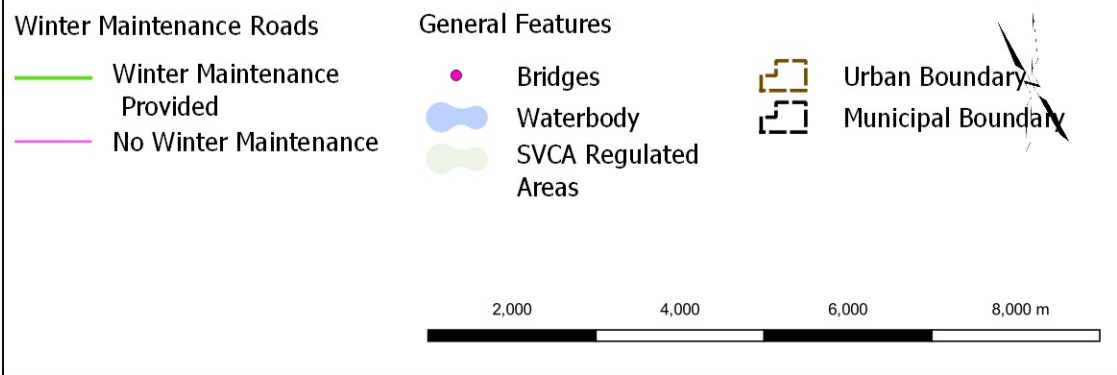 Winter Maintenance Roads
Winter Maintenance
Provided
No Winter Maintenance
General Features
Bridges
Waterbody
SVCA Regulated
Areas
Urban Boundary
Municipal Boundary
2,000 4,000 6,000 8,000 m